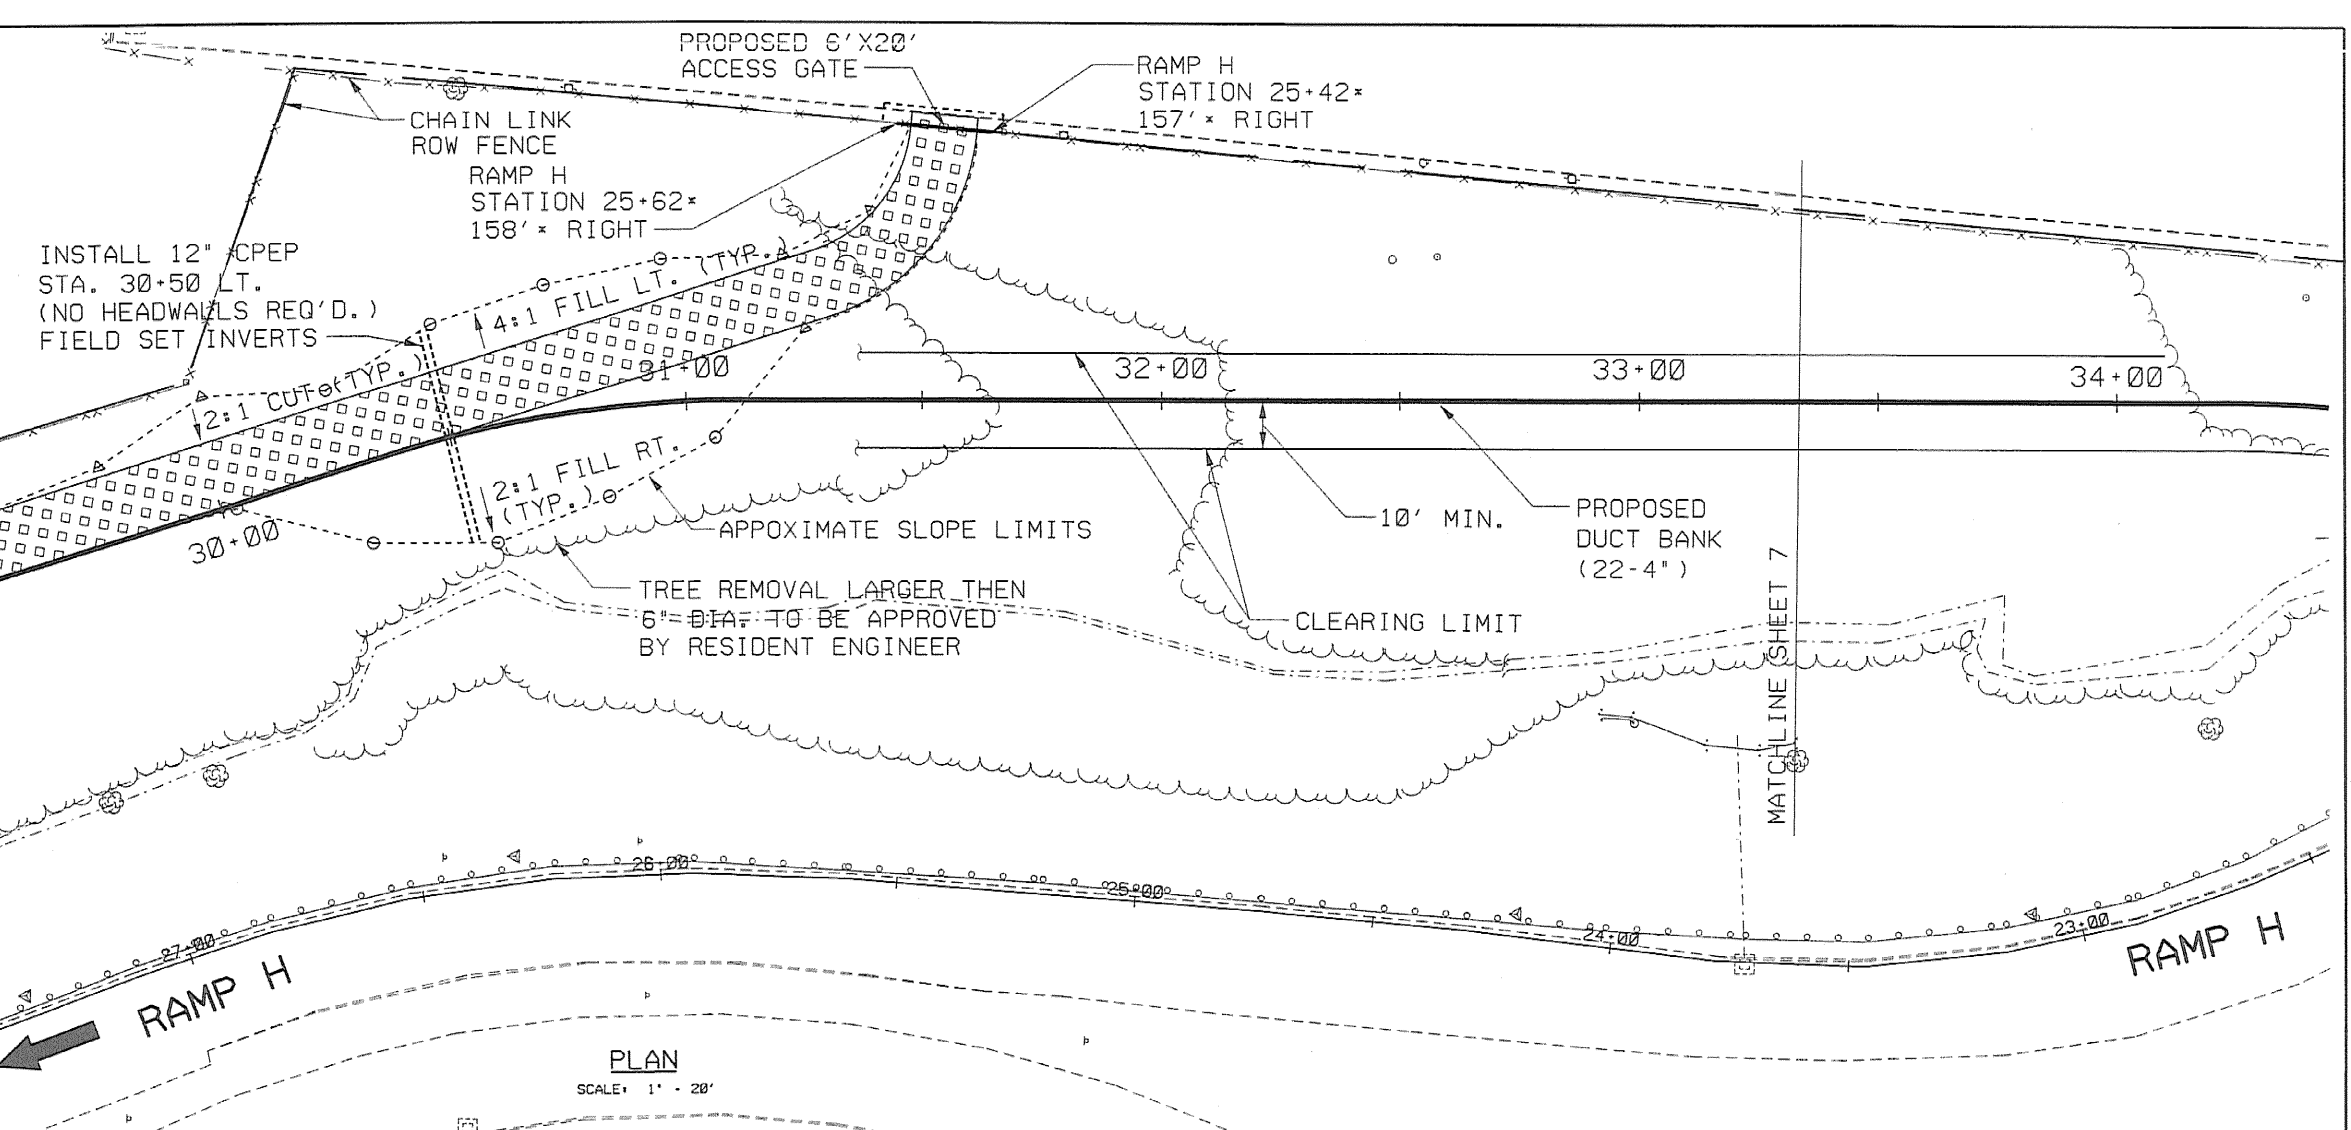 PROPOSED 6'X20'
ACCESS GATE
RAMP H
STATION 25+42±
157'± RIGHT
CHAIN LINK
ROW FENCE
RAMP H
STATION 25+62±
158'± RIGHT
INSTALL 12" CPEP
STA. 30+50 LT.
(NO HEADWALLS REQ'D.)
FIELD SET INVERTS
4:1 FILL LT. (TYP.)
2:1 CUT (TYP.)
31+00
32+00
33+00
34+00
2:1 FILL RT.
(TYP.)
30+00
APPOXIMATE SLOPE LIMITS
10' MIN.
PROPOSED
DUCT BANK
(22-4")
TREE REMOVAL LARGER THEN
6" DIA. TO BE APPROVED
BY RESIDENT ENGINEER
CLEARING LIMIT
MATCHLINE SHEET 7
26+00
25+00
24+00
23+00
27+00
RAMP H
RAMP H
PLAN
SCALE: 1" - 20'